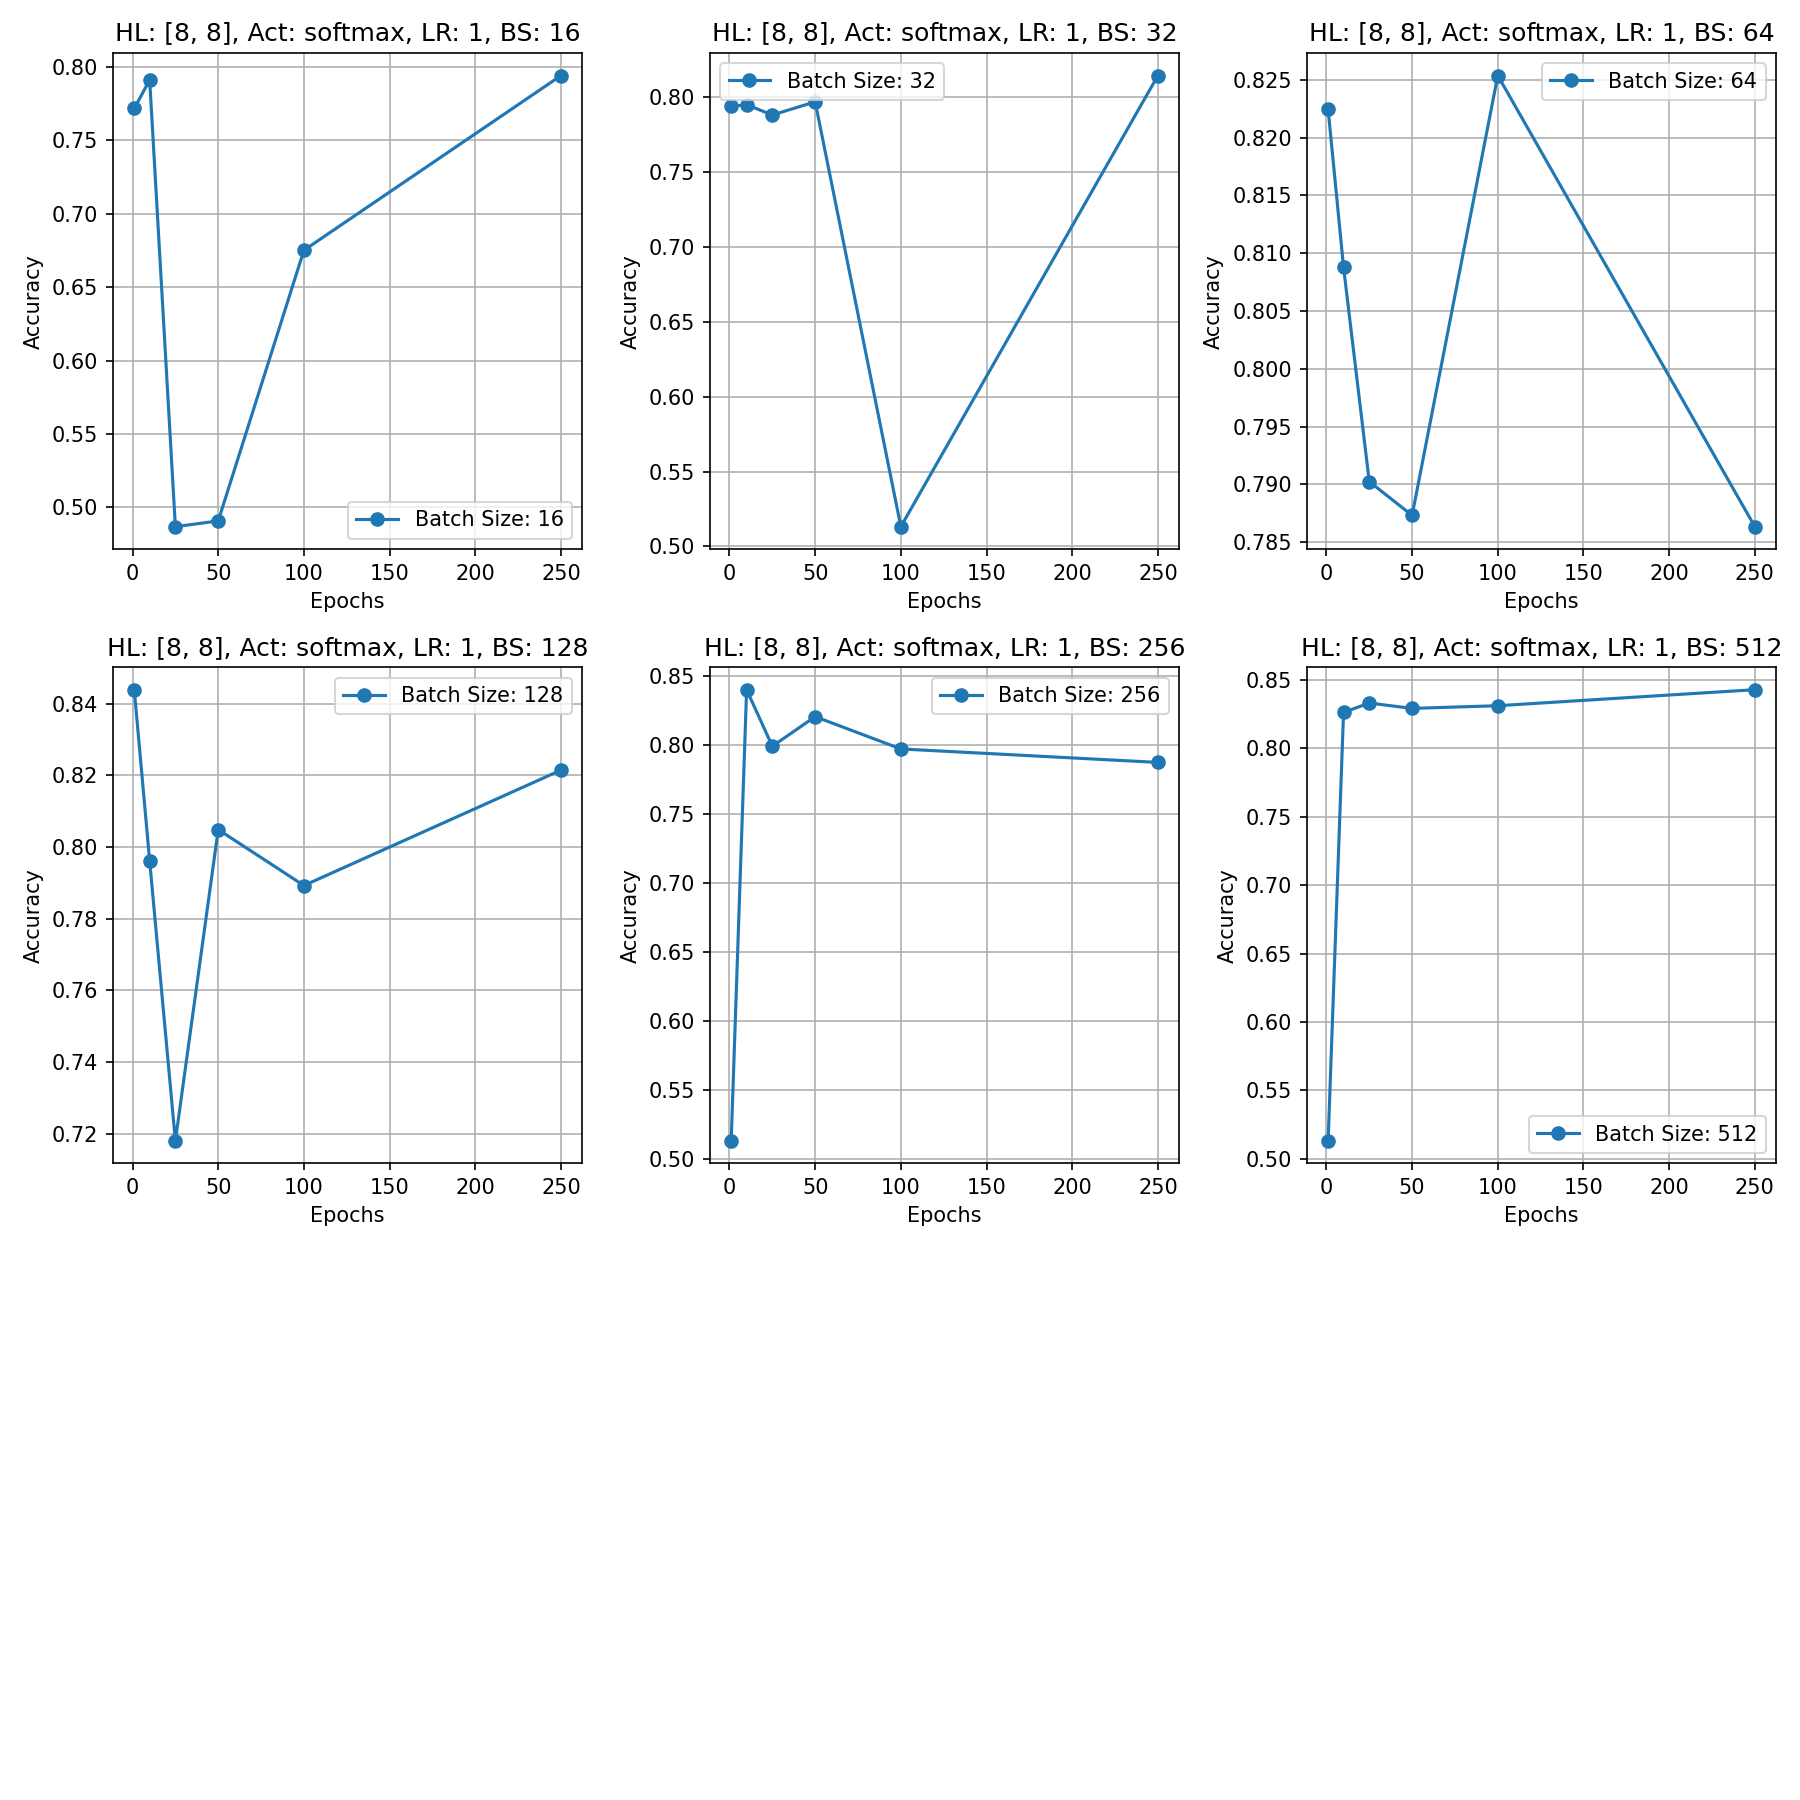 HL: [8, 8], Act: softmax, LR: 1, BS: 16
0.80
0.75
0.70
0.65
0.60
0.55
0.50
Accuracy
Batch Size: 16
0 50 100 150 200 250
Epochs
HL: [8, 8], Act: softmax, LR: 1, BS: 32
Batch Size: 32
0.80
0.75
0.70
0.65
0.60
0.55
0.50
Accuracy
0 50 100 150 200 250
Epochs
HL: [8, 8], Act: softmax, LR: 1, BS: 64
Batch Size: 64
0.825
0.820
0.815
0.810
0.805
0.800
0.795
0.790
0.785
Accuracy
0 50 100 150 200 250
Epochs
HL: [8, 8], Act: softmax, LR: 1, BS: 128
Batch Size: 128
0.84
0.82
0.80
0.78
0.76
0.74
0.72
Accuracy
0 50 100 150 200 250
Epochs
HL: [8, 8], Act: softmax, LR: 1, BS: 256
Batch Size: 256
0.85
0.80
0.75
0.70
0.65
0.60
0.55
0.50
Accuracy
0 50 100 150 200 250
Epochs
HL: [8, 8], Act: softmax, LR: 1, BS: 512
0.85
0.80
0.75
0.70
0.65
0.60
0.55
0.50
Accuracy
Batch Size: 512
0 50 100 150 200 250
Epochs